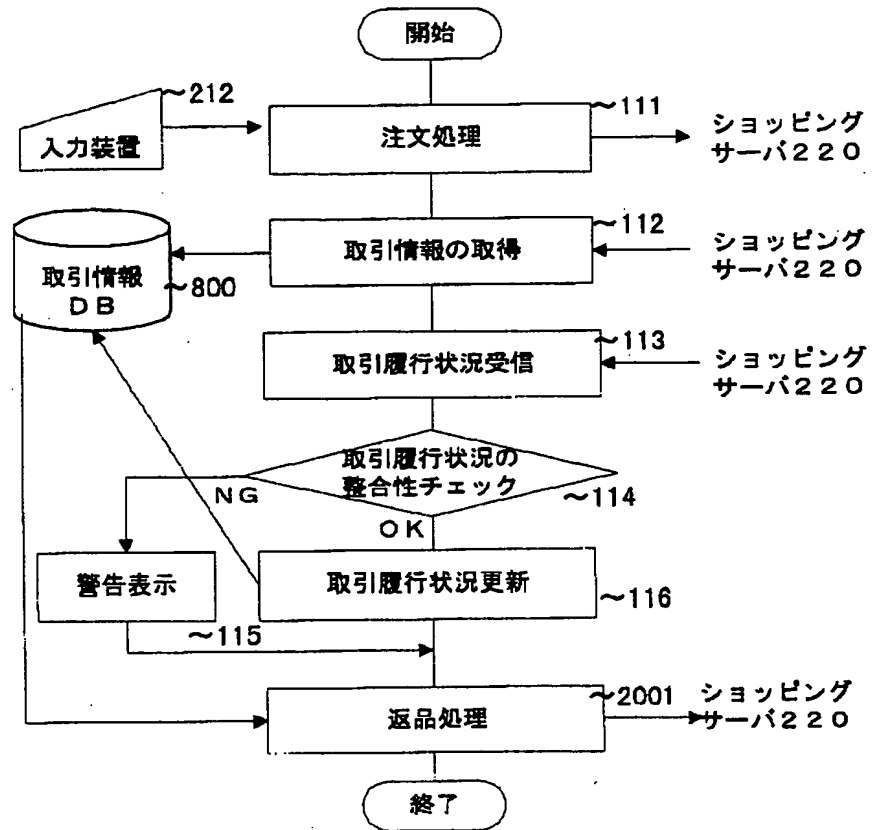 開始
~212
入力装置
~111
注文処理
ショッピング
サーバ220
~112
取引情報の取得
ショッピング
サーバ220
取引情報
DB
~800
~113
取引履行状況受信
ショッピング
サーバ220
取引履行状況の
整合性チェック
~114
NG
OK
警告表示
~115
取引履行状況更新
~116
~2001
返品処理
ショッピング
サーバ220
終了